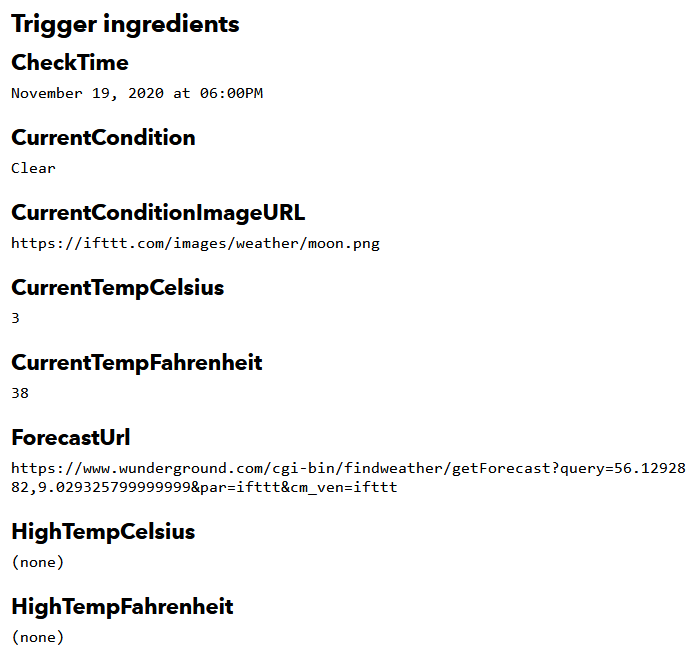 Trigger ingredients
CheckTime
November 19, 2020 at 06:00PM
CurrentCondition
Clear
CurrentConditionImageURL
https://ifttt.com/images/weather/moon.png
CurrentTempCelsius
3
CurrentTempFahrenheit
38
ForecastUrl
https://www.wunderground.com/cgi-bin/findweather/getForecast?query=56.12928
82,9.029325799999999&par=ifttt&cm_ven=ifttt
HighTempCelsius
(none)
HighTempFahrenheit
(none)